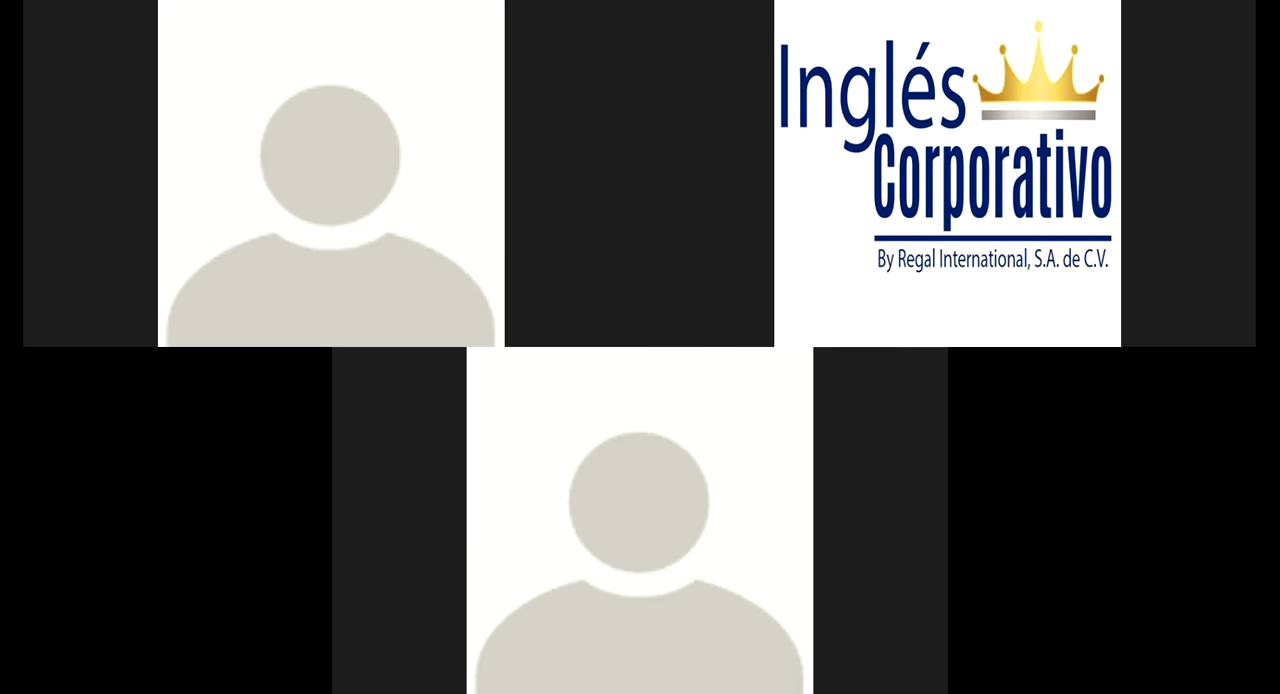 Inglés
Corporativo
By Regal International, S.A. de C.V.